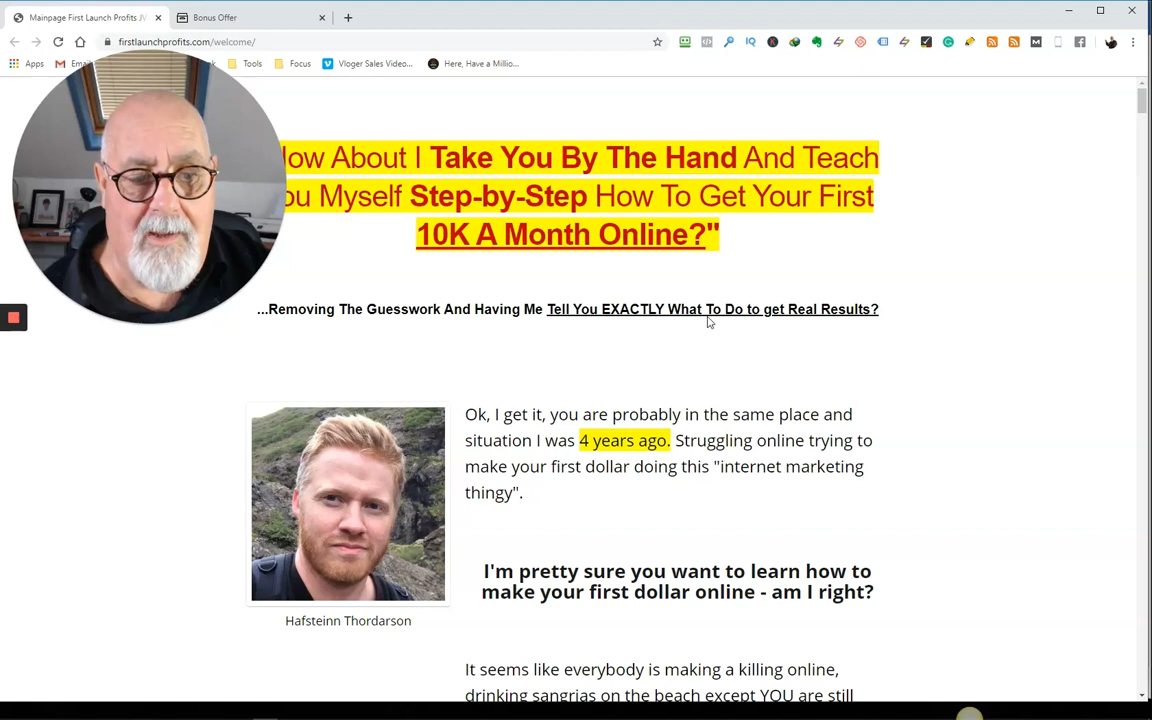 Mainpage First Launch Profits JV
Bonus Offer
firstlaunchprofits.com/welcome/
Apps
Tools
Focus
Vloger Sales Video...
Here, Have a Millio...
ow About I Take You By The Hand And Teach
ou Myself Step-by-Step How To Get Your First
10K A Month Online?"
...Removing The Guesswork And Having Me Tell You EXACTLY What To Do to get Real Results?
Ok, I get it, you are probably in the same place and
situation I was 4 years ago. Struggling online trying to
make your first dollar doing this "internet marketing
thingy".
I'm pretty sure you want to learn how to
make your first dollar online - am I right?
Hafsteinn Thordarson
It seems like everybody is making a killing online,
drinking sangrias on the beach except YOU are still